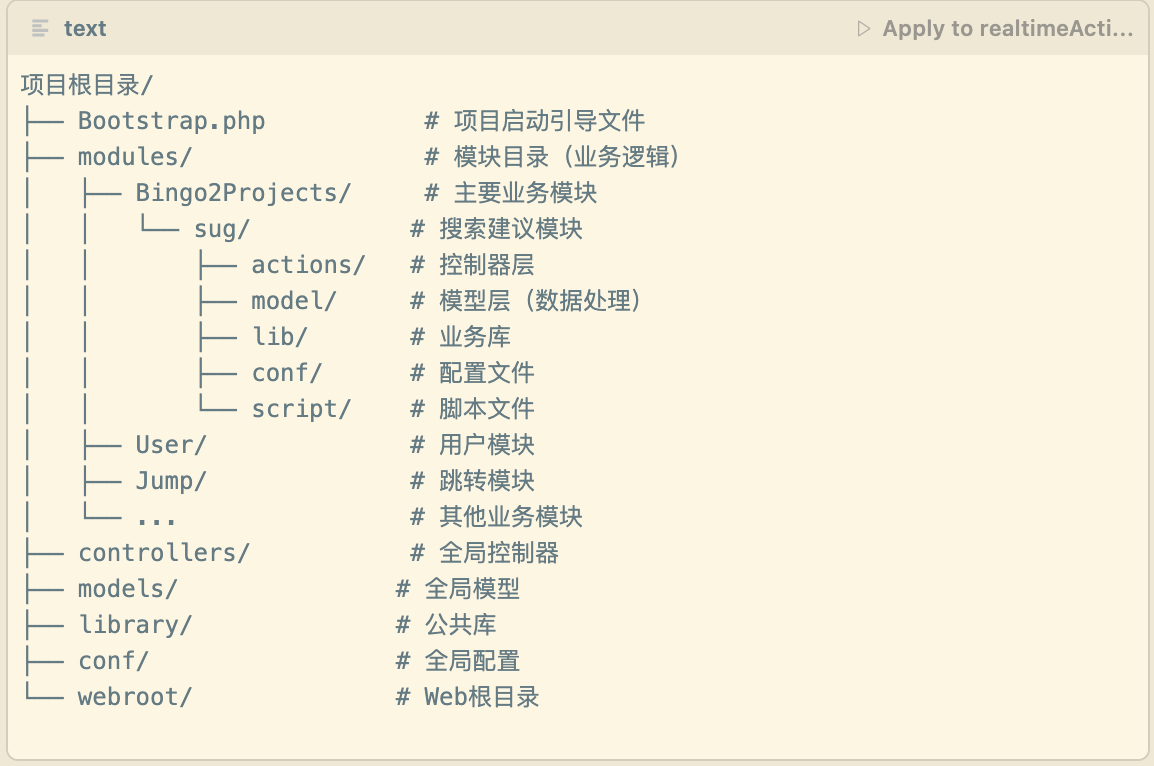 text
Apply to realtimeActi...
项目根目录/
├── Bootstrap.php           # 项目启动引导文件
├── modules/                # 模块目录（业务逻辑）
│   ├── Bingo2Projects/     # 主要业务模块
│   │   └── sug/           # 搜索建议模块
│   │       ├── actions/   # 控制器层
│   │       ├── model/     # 模型层（数据处理）
│   │       ├── lib/       # 业务库
│   │       ├── conf/      # 配置文件
│   │       └── script/    # 脚本文件
│   ├── User/              # 用户模块
│   ├── Jump/              # 跳转模块
│   └── ...                # 其他业务模块
├── controllers/           # 全局控制器
├── models/               # 全局模型
├── library/              # 公共库
├── conf/                 # 全局配置
└── webroot/              # Web根目录